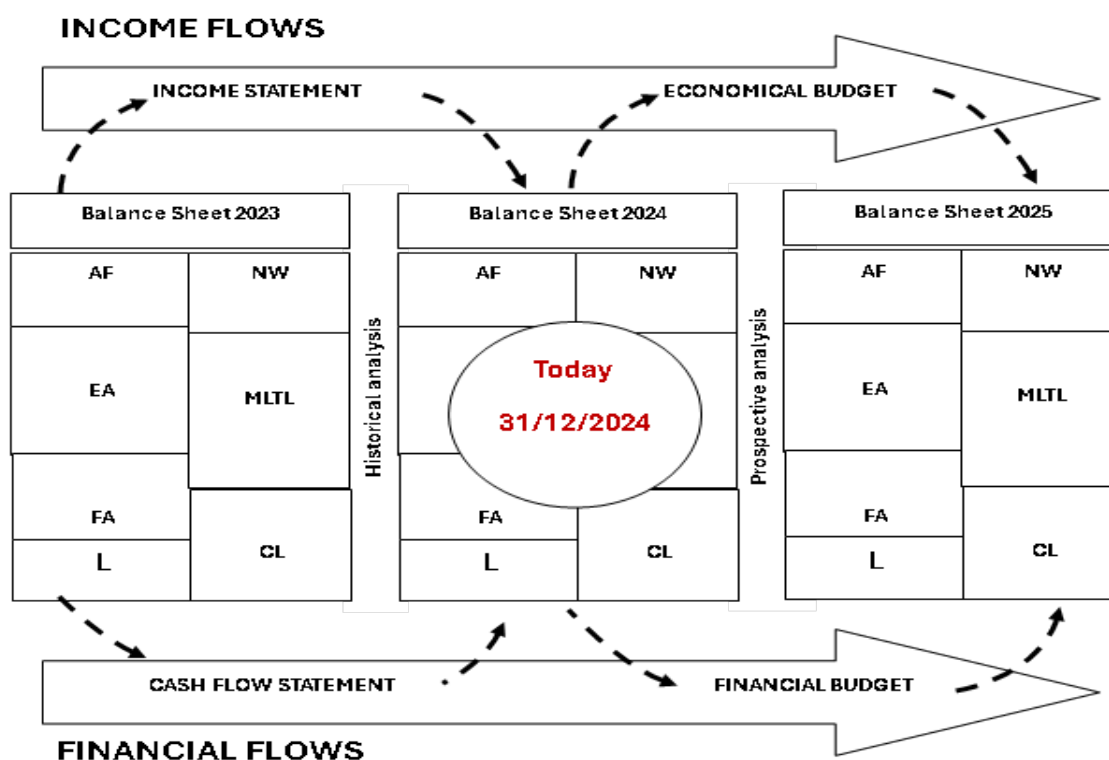 INCOME FLOWS
INCOME STATEMENT
ECONOMICAL BUDGET
Balance Sheet 2023
Balance Sheet 2024
Balance Sheet 2025
AF
NW
EA
MLTL
FA
L
CL
Historical analysis
AF
NW
Today
31/12/2024
FA
L
CL
Prospective analysis
AF
NW
EA
MLTL
FA
L
CL
CASH FLOW STATEMENT
FINANCIAL BUDGET
FINANCIAL FLOWS